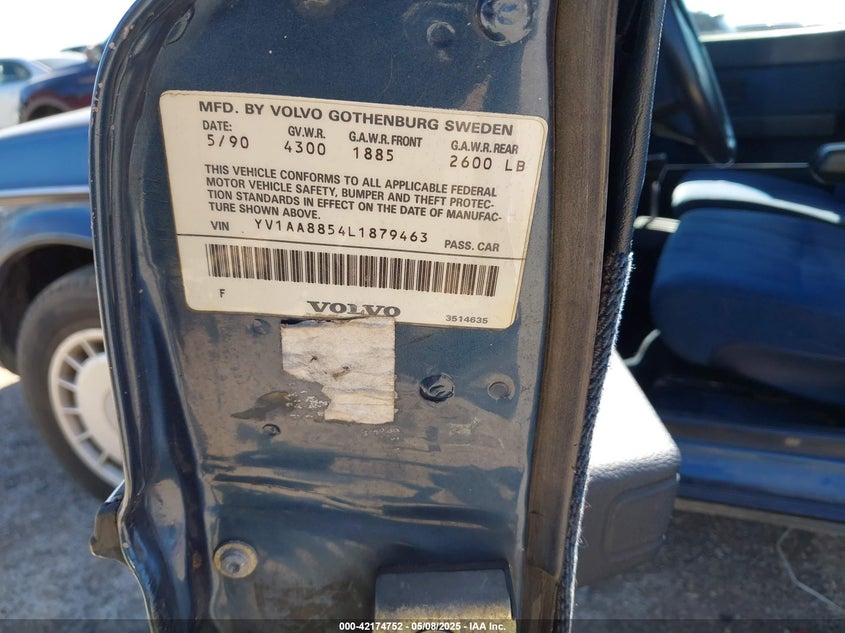 MFD. BY VOLVO GOTHENBURG SWEDEN
DATE: G.V.W.R. G.A.W.R. FRONT G.A.W.R. REAR
5/90 4300 1885 2600 LB
THIS VEHICLE CONFORMS TO ALL APPLICABLE FEDERAL
MOTOR VEHICLE SAFETY, BUMPER AND THEFT PROTEC-
TION STANDARDS IN EFFECT ON THE DATE OF MANUFAC-
TURE SHOWN ABOVE.
VIN YV1AA8854L1879463 PASS. CAR
F VOLVO 3514635
000-42174752 05/08/2025 IAA Inc.